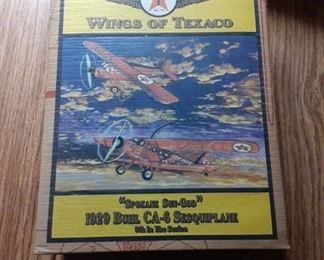 WINGS OF TEXACO
"SPOKANE SUN-GOD"
1929 BUHL CA-6 SESQUIPLANE
9th In The Series